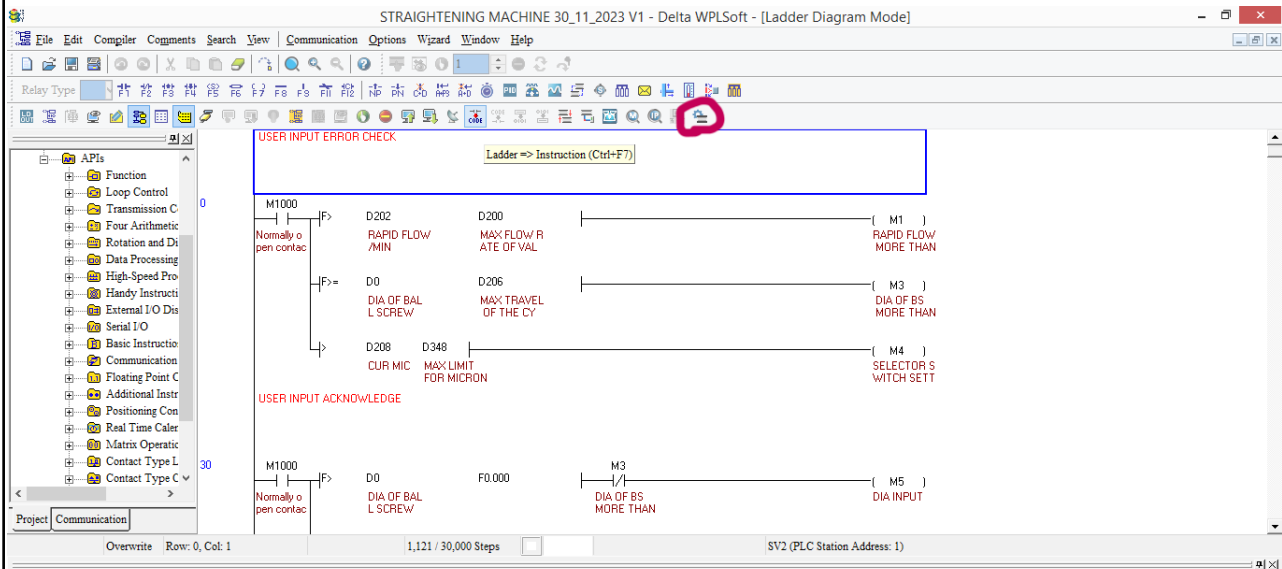 STRAIGHTENING MACHINE 30_11_2023 V1 - Delta WPLSoft - [Ladder Diagram Mode]
File Edit Compiler Comments Search View Communication Options Wizard Window Help
1
Relay Type
F7 F8
CODE
USER INPUT ERROR CHECK
Ladder => Instruction (Ctrl+F7)
APIs
Function
Loop Control
Transmission C
Four Arithmetic
Rotation and Di
Data Processing
High-Speed Pro
Handy Instructi
External I/O Dis
Serial I/O
Basic Instructio
Communication
Floating Point C
Additional Instr
Positioning Con
Real Time Caler
Matrix Operatic
Contact Type L
Contact Type C
Project Communication
0
M1000
Normally o
pen contac
F> D202 D200 M1
RAPID FLOW MAX FLOW R RAPID FLOW
/MIN ATE OF VAL MORE THAN
F>= D0 D206 M3
DIA OF BAL MAX TRAVEL DIA OF BS
L SCREW OF THE CY MORE THAN
> D208 D348 M4
CUR MIC MAX LIMIT SELECTOR S
FOR MICRON WITCH SETT
USER INPUT ACKNOWLEDGE
30
M1000 M3
F> D0 F0.000 M5
Normally o DIA OF BAL DIA OF BS DIA INPUT
pen contac L SCREW MORE THAN
Overwrite Row: 0, Col: 1 1,121 / 30,000 Steps SV2 (PLC Station Address: 1)